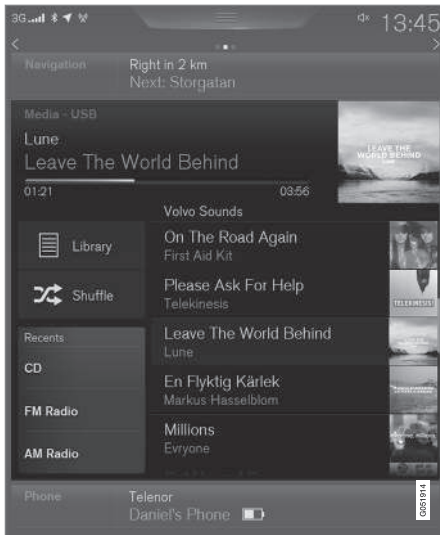 3G 13:45
Navigation
Right in 2 km
Next: Storgatan
Media - USB
Lune
Leave The World Behind
01:21 03:56
LEAVE THE
WORLD BEHIND
Volvo Sounds
Library
Shuffle
On The Road Again
First Aid Kit
Please Ask For Help
Telekinesis
TELEKINESIS!
Leave The World Behind
Lune
En Flyktig Kärlek
Markus Hasselblom
Millions
Evryone
Recents
CD
FM Radio
AM Radio
Phone
Telenor
Daniel's Phone
G051914